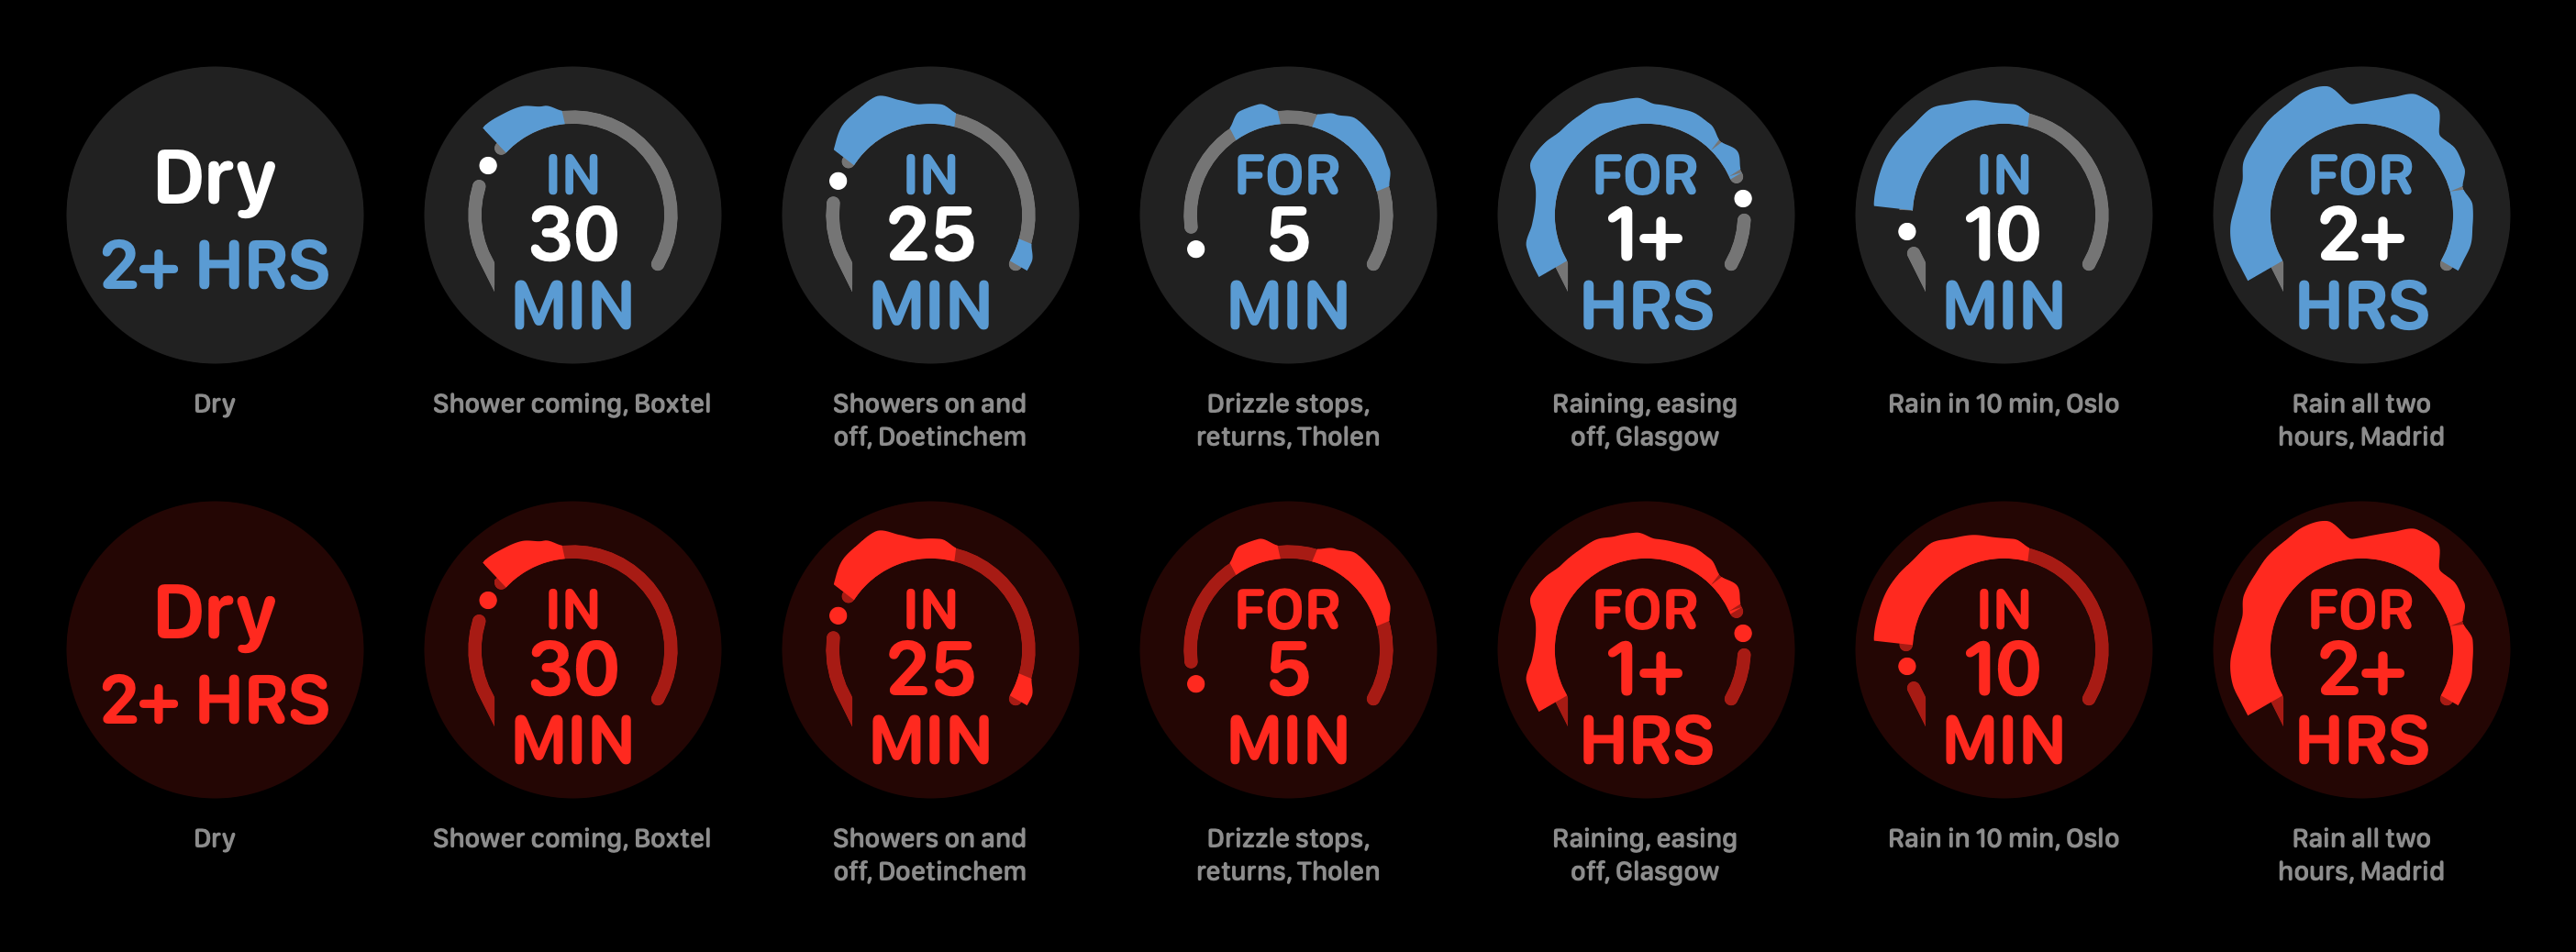 Dry
2+ HRS
Dry
IN
30
MIN
Shower coming, Boxtel
IN
25
MIN
Showers on and
off, Doetinchem
FOR
5
MIN
Drizzle stops,
returns, Tholen
FOR
1+
HRS
Raining, easing
off, Glasgow
IN
10
MIN
Rain in 10 min, Oslo
FOR
2+
HRS
Rain all two
hours, Madrid
Dry
2+ HRS
Dry
IN
30
MIN
Shower coming, Boxtel
IN
25
MIN
Showers on and
off, Doetinchem
FOR
5
MIN
Drizzle stops,
returns, Tholen
FOR
1+
HRS
Raining, easing
off, Glasgow
IN
10
MIN
Rain in 10 min, Oslo
FOR
2+
HRS
Rain all two
hours, Madrid